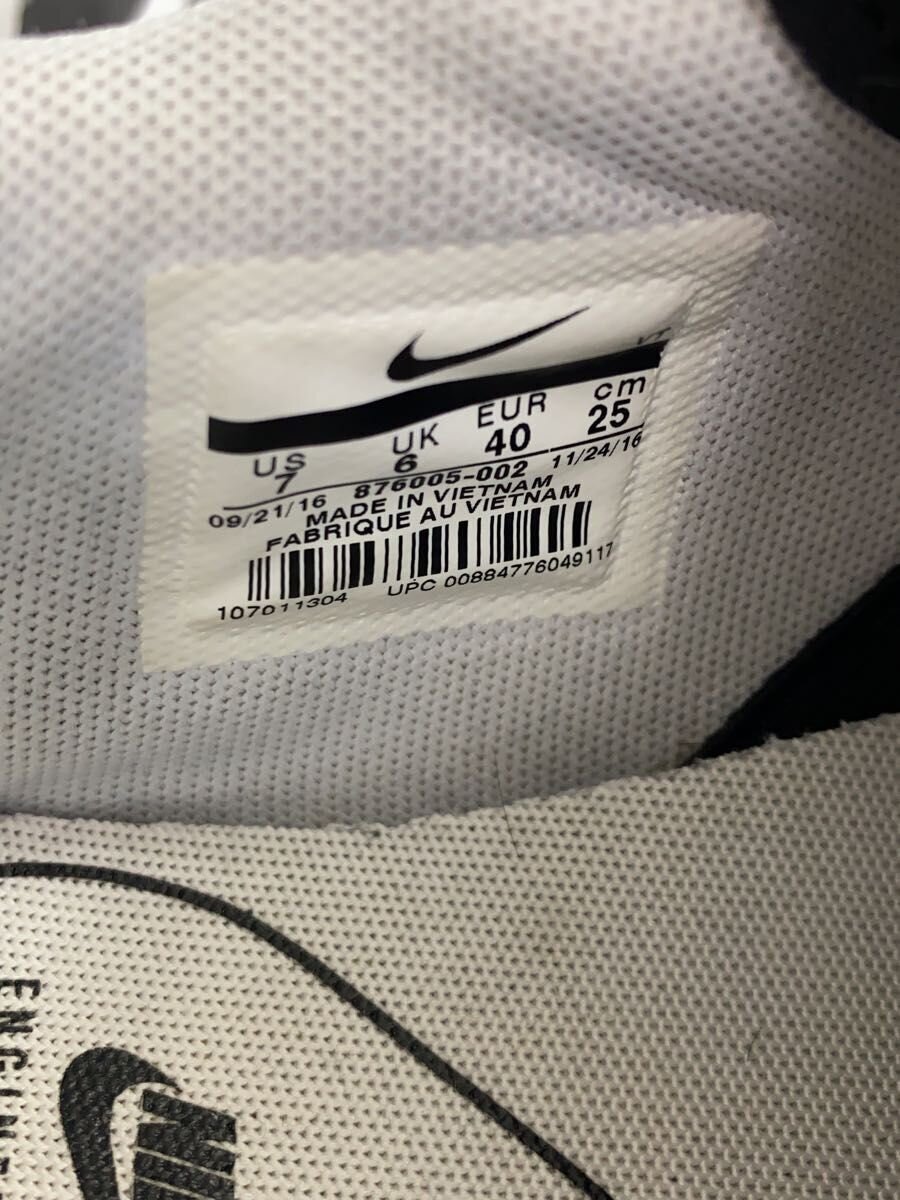 US UK EUR cm
7 6 40 25
09/21/16 876005-002 11/24/16
MADE IN VIETNAM
FABRIQUE AU VIETNAM
107011304 UPC 00884776049117